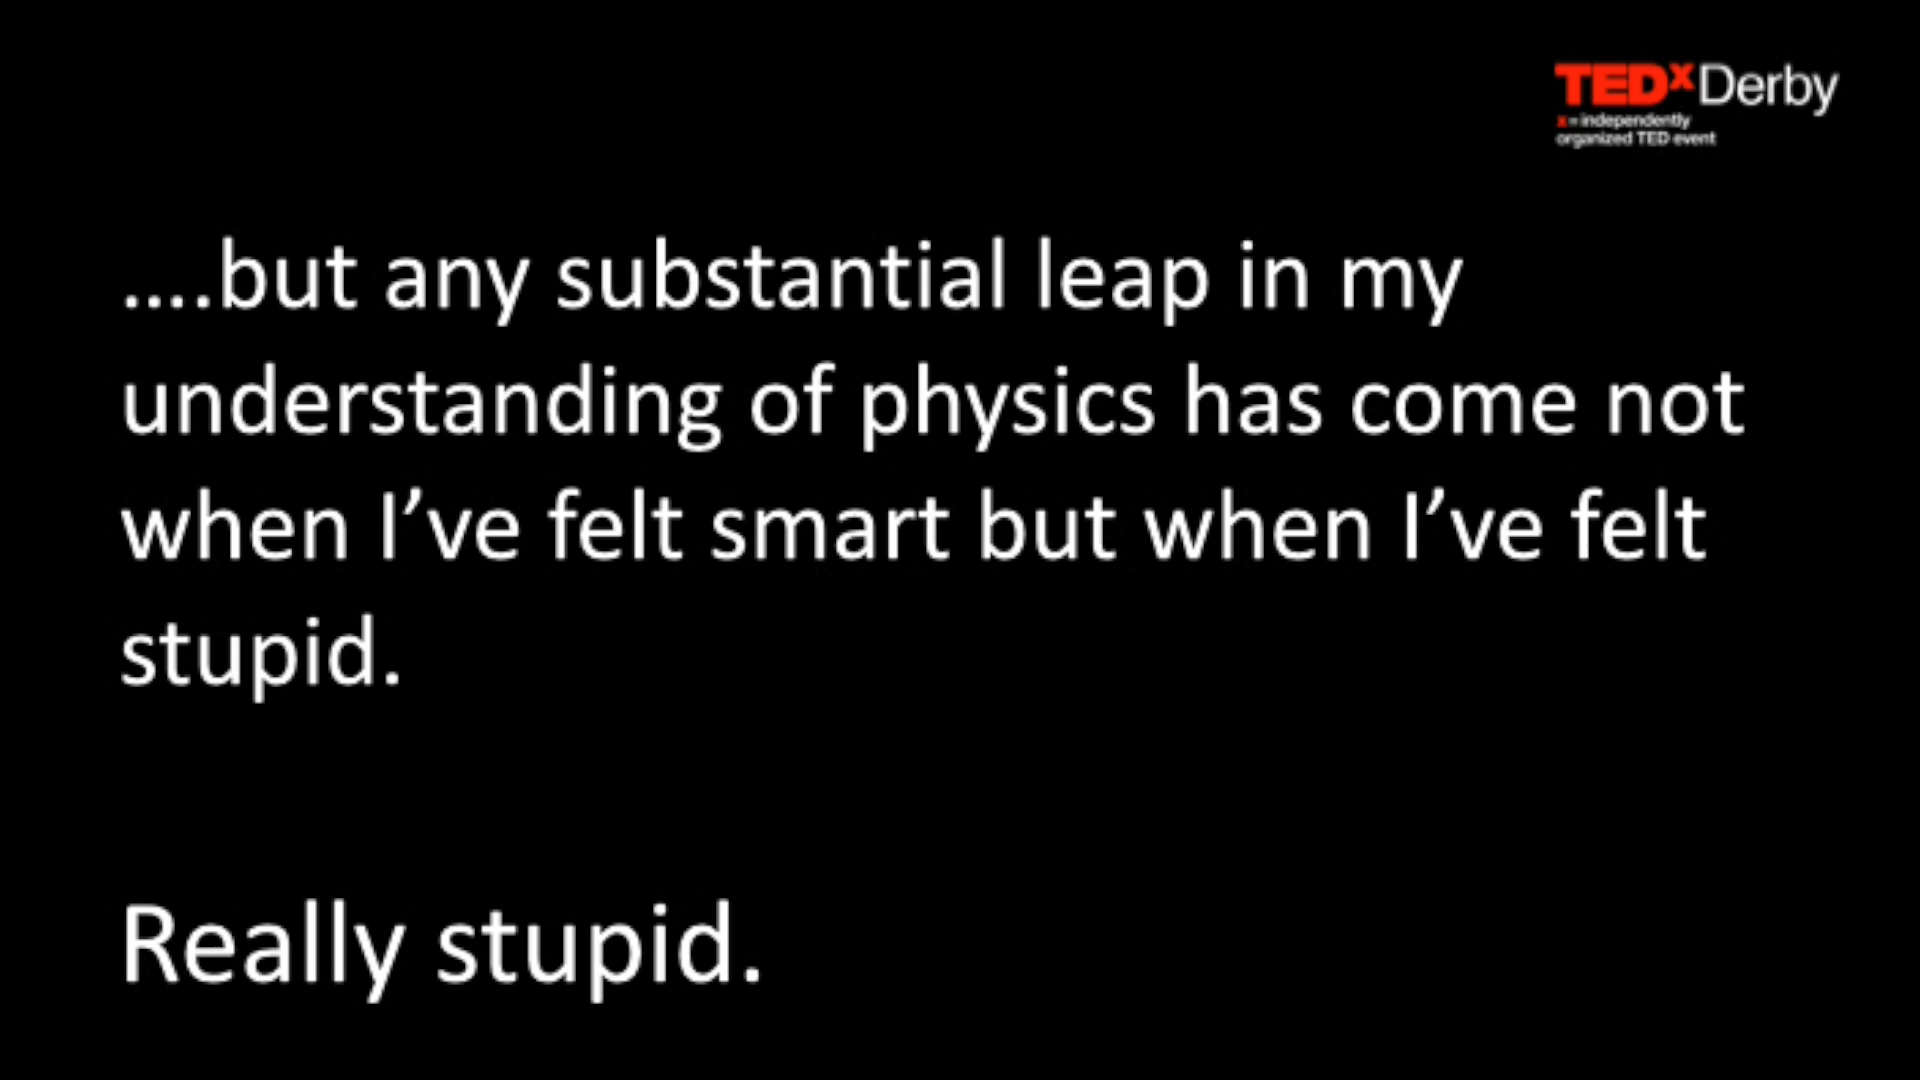 TEDxDerby
x = independently
organized TED event
....but any substantial leap in my
understanding of physics has come not
when I’ve felt smart but when I’ve felt
stupid.
Really stupid.